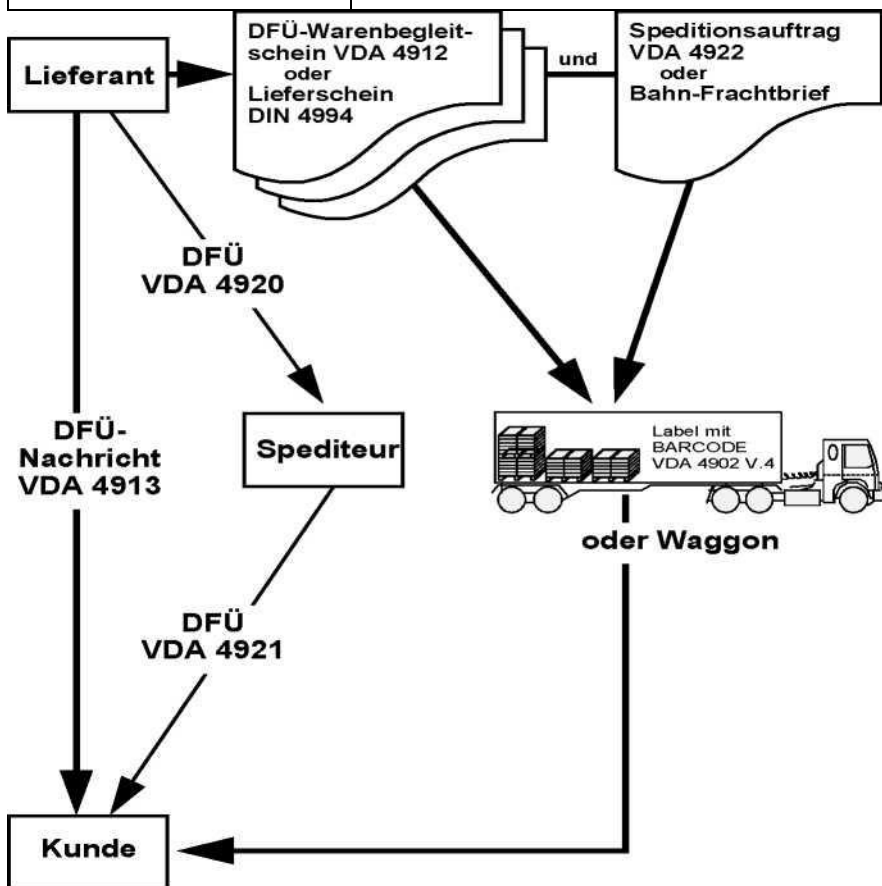 Lieferant
DFÜ-Warenbegleit-
schein VDA 4912
oder
Lieferschein
DIN 4994
und
Speditionsauftrag
VDA 4922
oder
Bahn-Frachtbrief
DFÜ
VDA 4920
DFÜ-
Nachricht
VDA 4913
Spediteur
Label mit
BARCODE
VDA 4902 V.4
oder Waggon
DFÜ
VDA 4921
Kunde